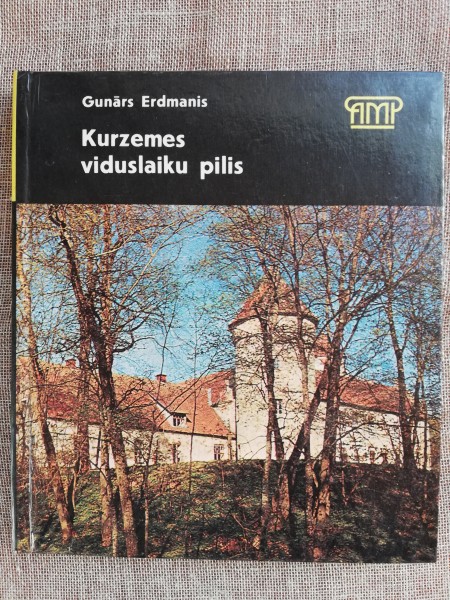 Gunārs Erdmanis
AMP
Kurzemes
viduslaiku pilis